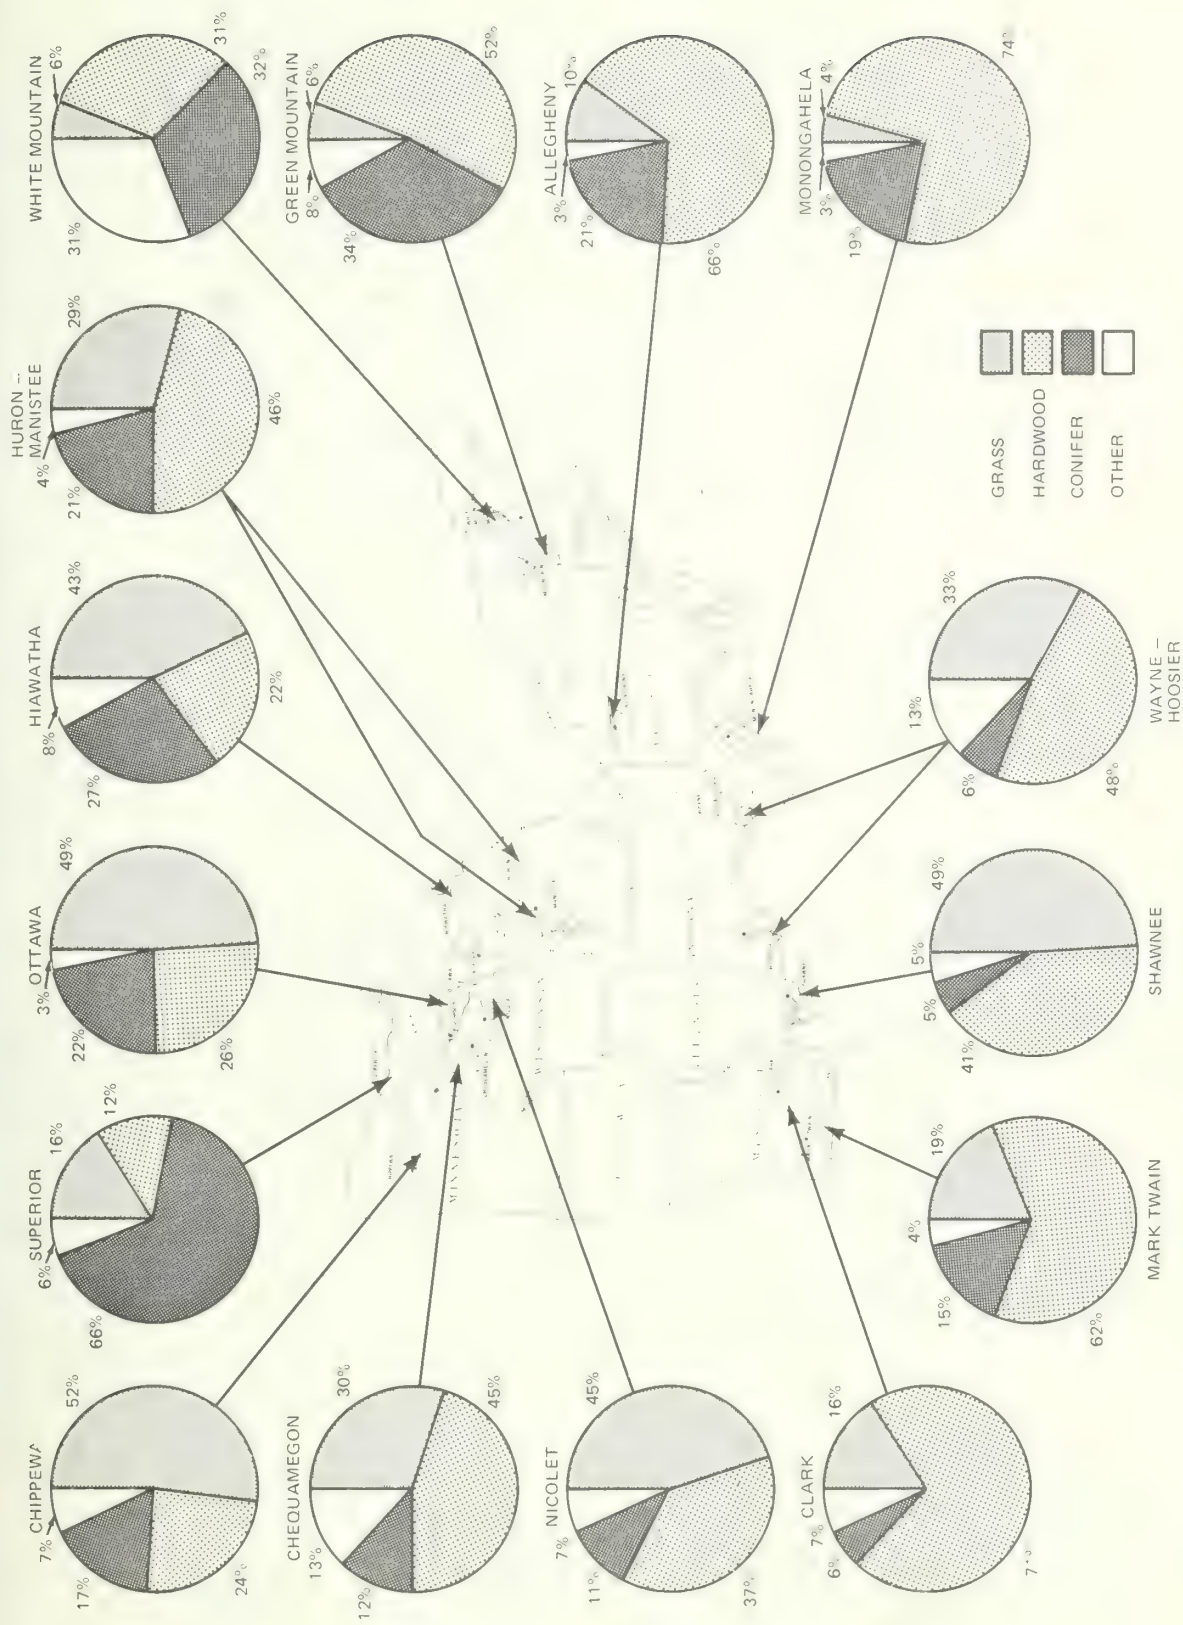 CHIPPEWA
52%
7%
17%
24%
SUPERIOR
16%
12%
6%
66%
OTTAWA
49%
3%
22%
26%
HIAWATHA
43%
8%
27%
22%
HURON –
MANISTEE
29%
4%
21%
46%
WHITE MOUNTAIN
6%
31%
32%
31%
CHEQUAMEGON
30%
13%
12%
45%
GREEN MOUNTAIN
6%
8%
52%
34%
NICOLET
45%
7%
11%
37%
ALLEGHENY
10%
3%
21%
66%
CLARK
16%
7%
6%
MONONGAHELA
4%
3%
19%
74%
19%
4%
15%
62%
MARK TWAIN
49%
5%
5%
41%
SHAWNEE
33%
13%
6%
48%
WAYNE –
HOOSIER
GRASS
HARDWOOD
CONIFER
OTHER
MINNESOTA